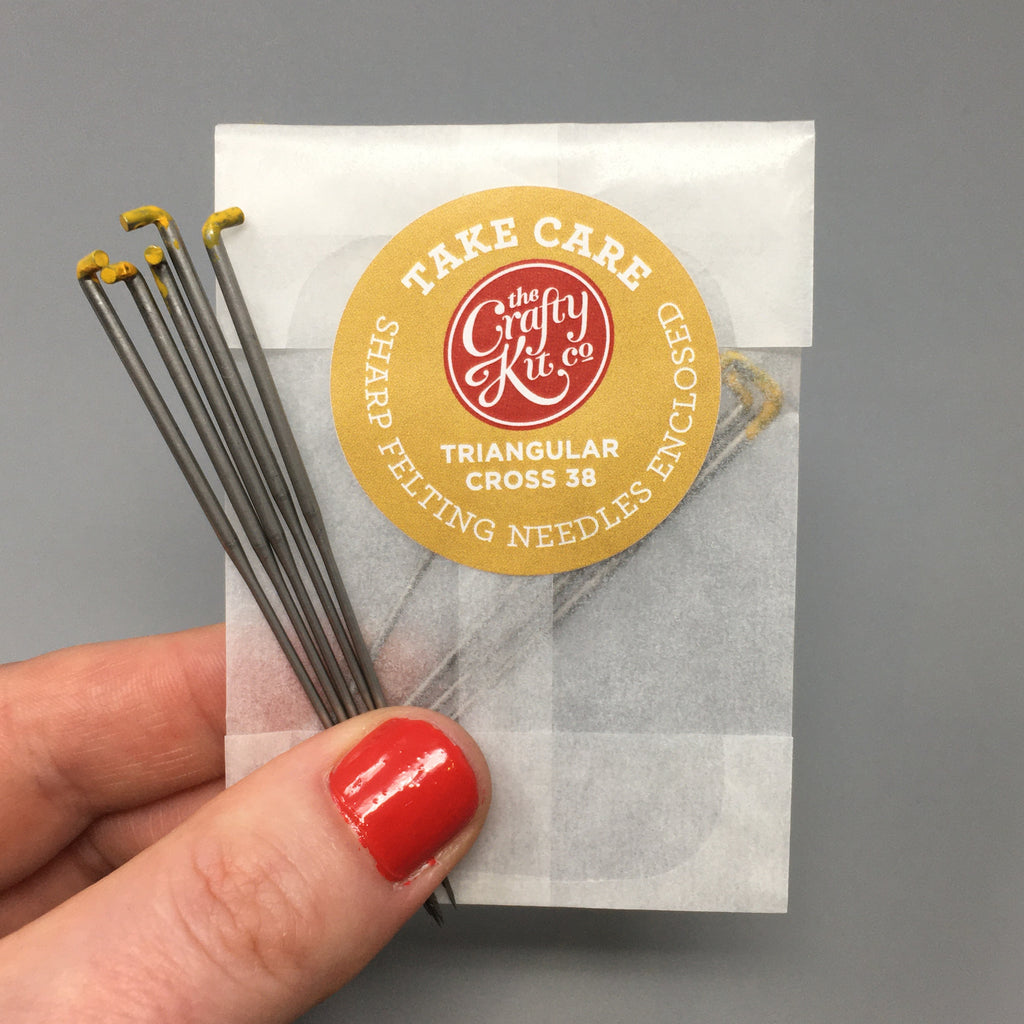 TAKE CARE
the
Crafty
Kit Co
TRIANGULAR
CROSS 38
SHARP FELTING NEEDLES ENCLOSED